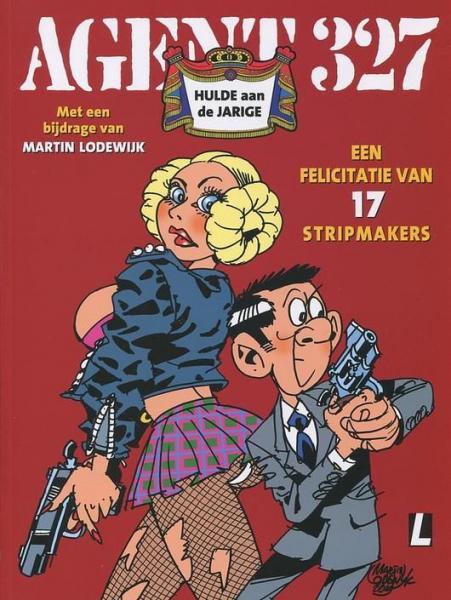 AGENT 327
HULDE aan
de JARIGE
Met een
bijdrage van
MARTIN LODEWIJK
EEN
FELICITATIE VAN
17
STRIPMAKERS
L